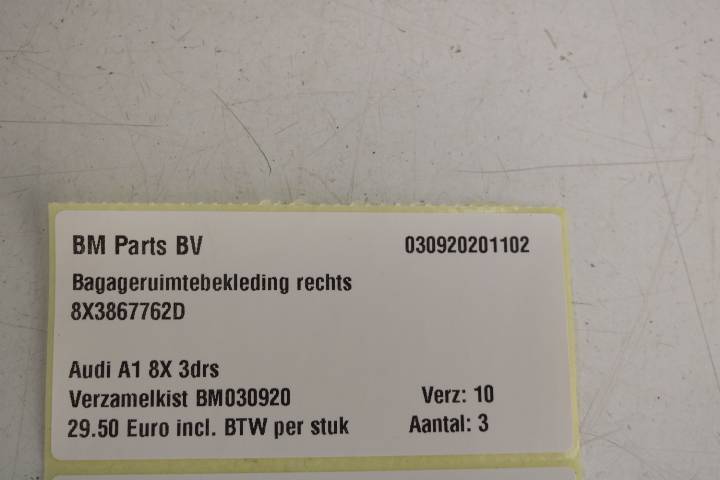 BM Parts BV 030920201102
Bagageruimtebekleding rechts
8X3867762D
Audi A1 8X 3drs
Verzamelkist BM030920 Verz: 10
29.50 Euro incl. BTW per stuk Aantal: 3